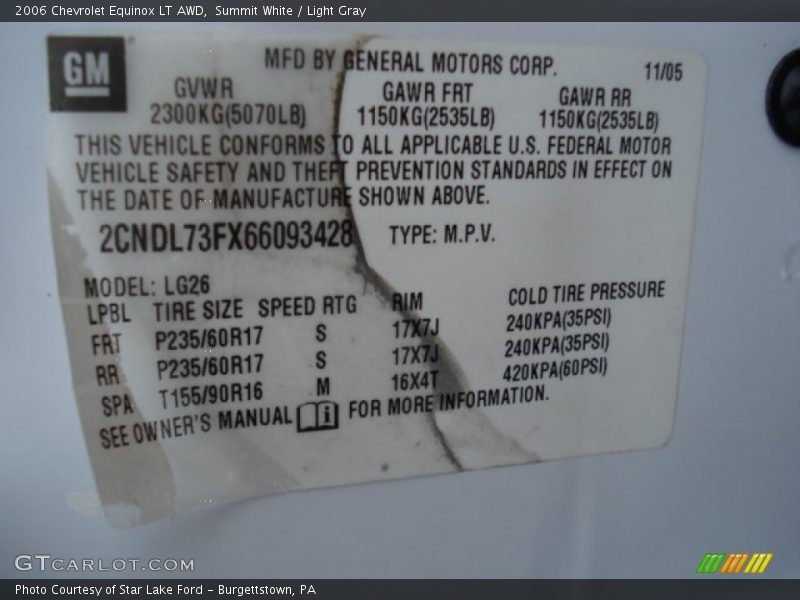 2006 Chevrolet Equinox LT AWD, Summit White / Light Gray
GM
MFD BY GENERAL MOTORS CORP. 11/05
GVWR GAWR FRT GAWR RR
2300KG(5070LB) 1150KG(2535LB) 1150KG(2535LB)
THIS VEHICLE CONFORMS TO ALL APPLICABLE U.S. FEDERAL MOTOR
VEHICLE SAFETY AND THEFT PREVENTION STANDARDS IN EFFECT ON
THE DATE OF MANUFACTURE SHOWN ABOVE.
2CNDL73FX66093428 TYPE: M.P.V.
MODEL: LG26
LPBL TIRE SIZE SPEED RTG RIM COLD TIRE PRESSURE
FRT P235/60R17 S 17X7J 240KPA(35PSI)
RR P235/60R17 S 17X7J 240KPA(35PSI)
SPA T155/90R16 M 16X4T 420KPA(60PSI)
SEE OWNER'S MANUAL i FOR MORE INFORMATION.
GTCARLOT.COM
Photo Courtesy of Star Lake Ford - Burgettstown, PA